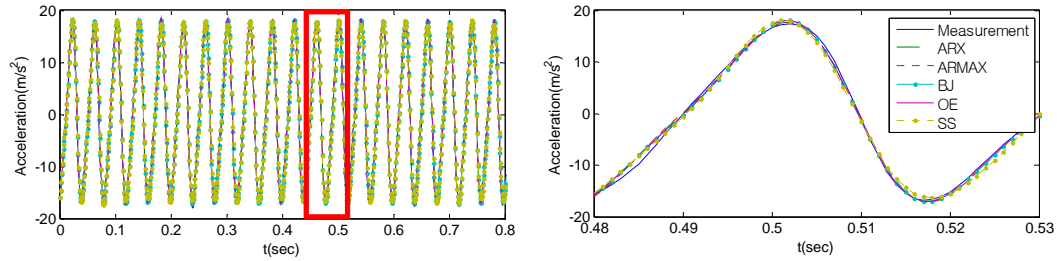 20
10
0
-10
-20
Acceleration(m/s²)
0 0.1 0.2 0.3 0.4 0.5 0.6 0.7 0.8
t(sec)
20
10
0
-10
-20
Acceleration(m/s²)
0.48 0.49 0.5 0.51 0.52 0.53
t(sec)
Measurement
ARX
ARMAX
BJ
OE
SS